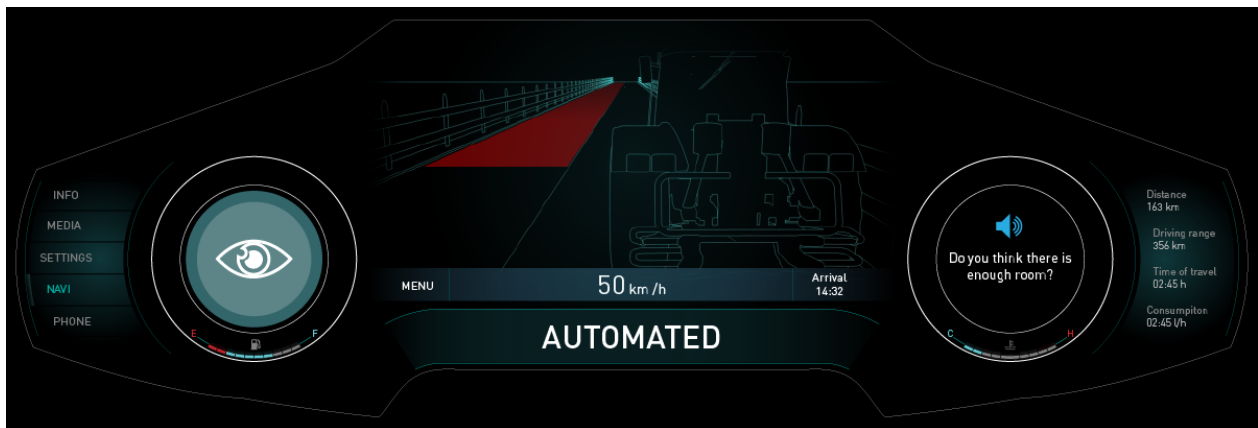 INFO
MEDIA
SETTINGS
NAVI
PHONE
E
F
MENU
50 km/h
Arrival
14:32
AUTOMATED
Do you think there is
enough room?
C
H
Distance
163 km
Driving range
356 km
Time of travel
02:45 h
Consumpiton
02:45 l/h